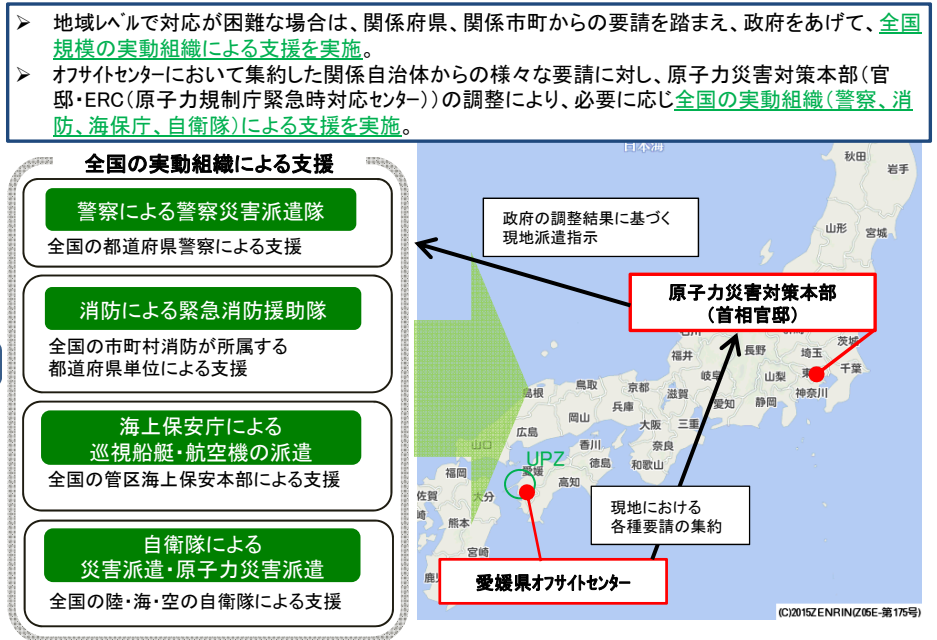 ➢ 地域レベルで対応が困難な場合は、関係府県、関係市町からの要請を踏まえ、政府をあげて、全国
規模の実動組織による支援を実施。
➢ オフサイトセンターにおいて集約した関係自治体からの様々な要請に対し、原子力災害対策本部(官
邸・ERC(原子力規制庁緊急時対応センター))の調整により、必要に応じ全国の実動組織(警察、消
防、海保庁、自衛隊)による支援を実施。
全国の実動組織による支援
警察による警察災害派遣隊
全国の都道府県警察による支援
消防による緊急消防援助隊
全国の市町村消防が所属する
都道府県単位による支援
海上保安庁による
巡視船艇・航空機の派遣
全国の管区海上保安本部による支援
自衛隊による
災害派遣・原子力災害派遣
全国の陸・海・空の自衛隊による支援
日本海
秋田
岩手
山形
宮城
政府の調整結果に基づく
現地派遣指示
原子力災害対策本部
(首相官邸)
福井
長野
埼玉
茨城
岐阜
山梨
千葉
神奈川
島根
鳥取
京都
滋賀
愛知
静岡
兵庫
岡山
広島
大阪
三重
山口
香川
奈良
UPZ
愛媛
徳島
和歌山
高知
福岡
佐賀
大分
熊本
宮崎
現地における
各種要請の集約
愛媛県オフサイトセンター
(C)2015ZENRIN(Z05E-第175号)